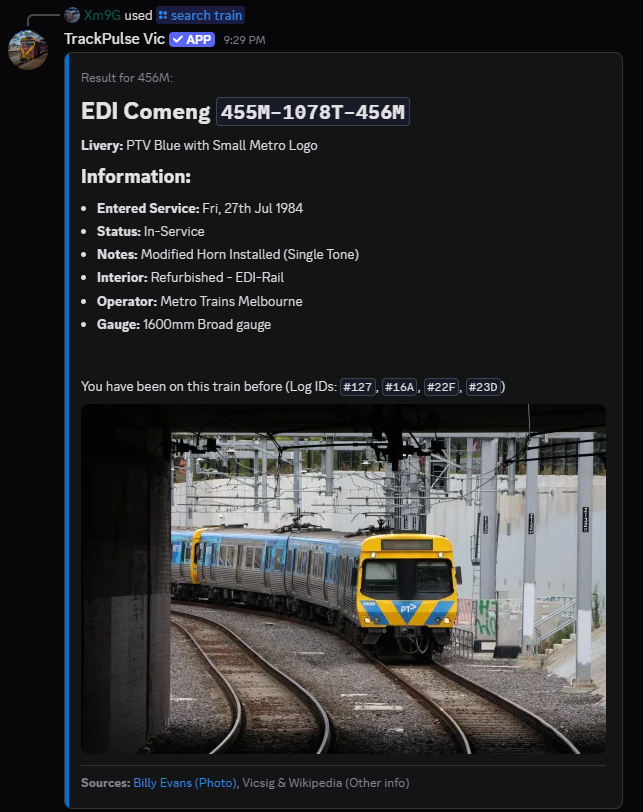 Xm9G used search train
TrackPulse Vic APP 9:29 PM
Result for 456M:
EDI Comeng 455M-1078T-456M
Livery: PTV Blue with Small Metro Logo
Information:
• Entered Service: Fri, 27th Jul 1984
• Status: In-Service
• Notes: Modified Horn Installed (Single Tone)
• Interior: Refurbished - EDI-Rail
• Operator: Metro Trains Melbourne
• Gauge: 1600mm Broad gauge
You have been on this train before (Log IDs: #127, #16A, #22F, #23D)
PT>
Sources: Billy Evans (Photo), Vicsig & Wikipedia (Other info)